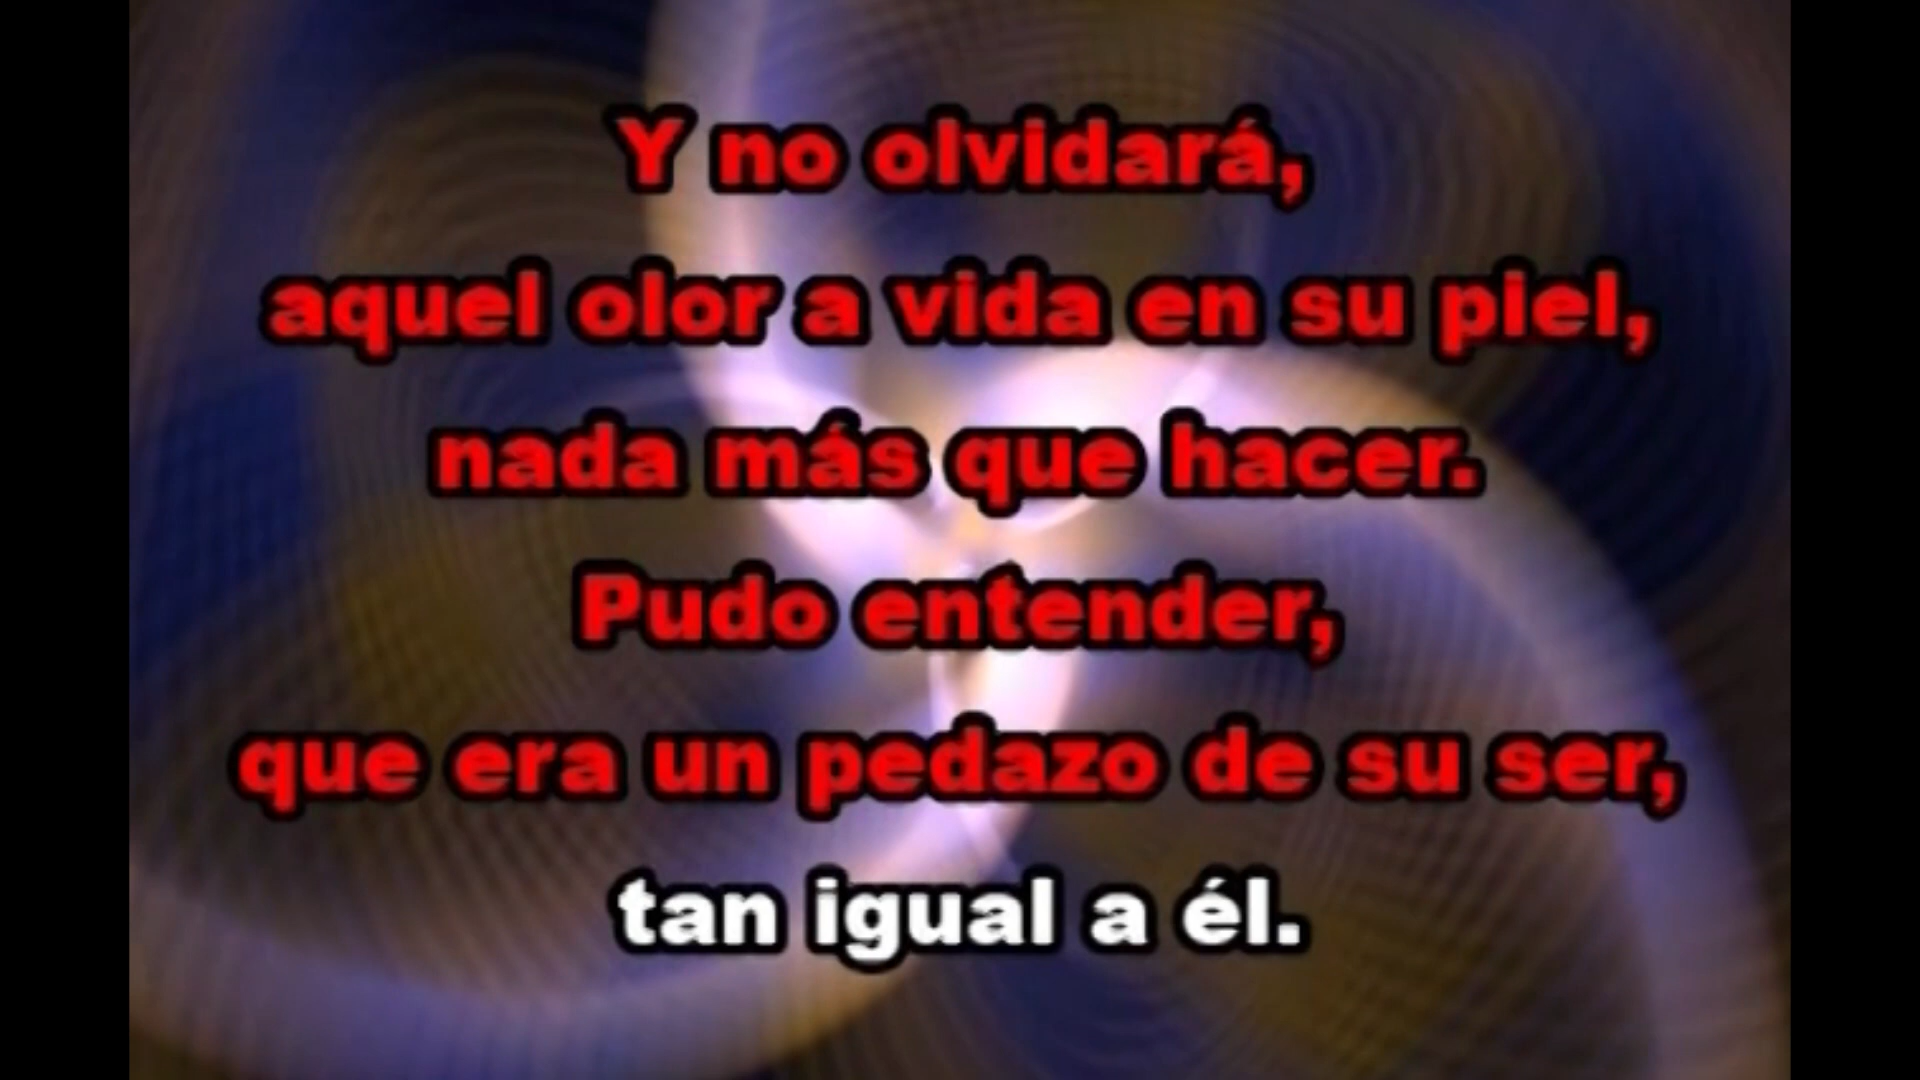 Y no olvidará,
aquel olor a vida en su piel,
nada más que hacer.
Pudo entender,
que era un pedazo de su ser,
tan igual a él.